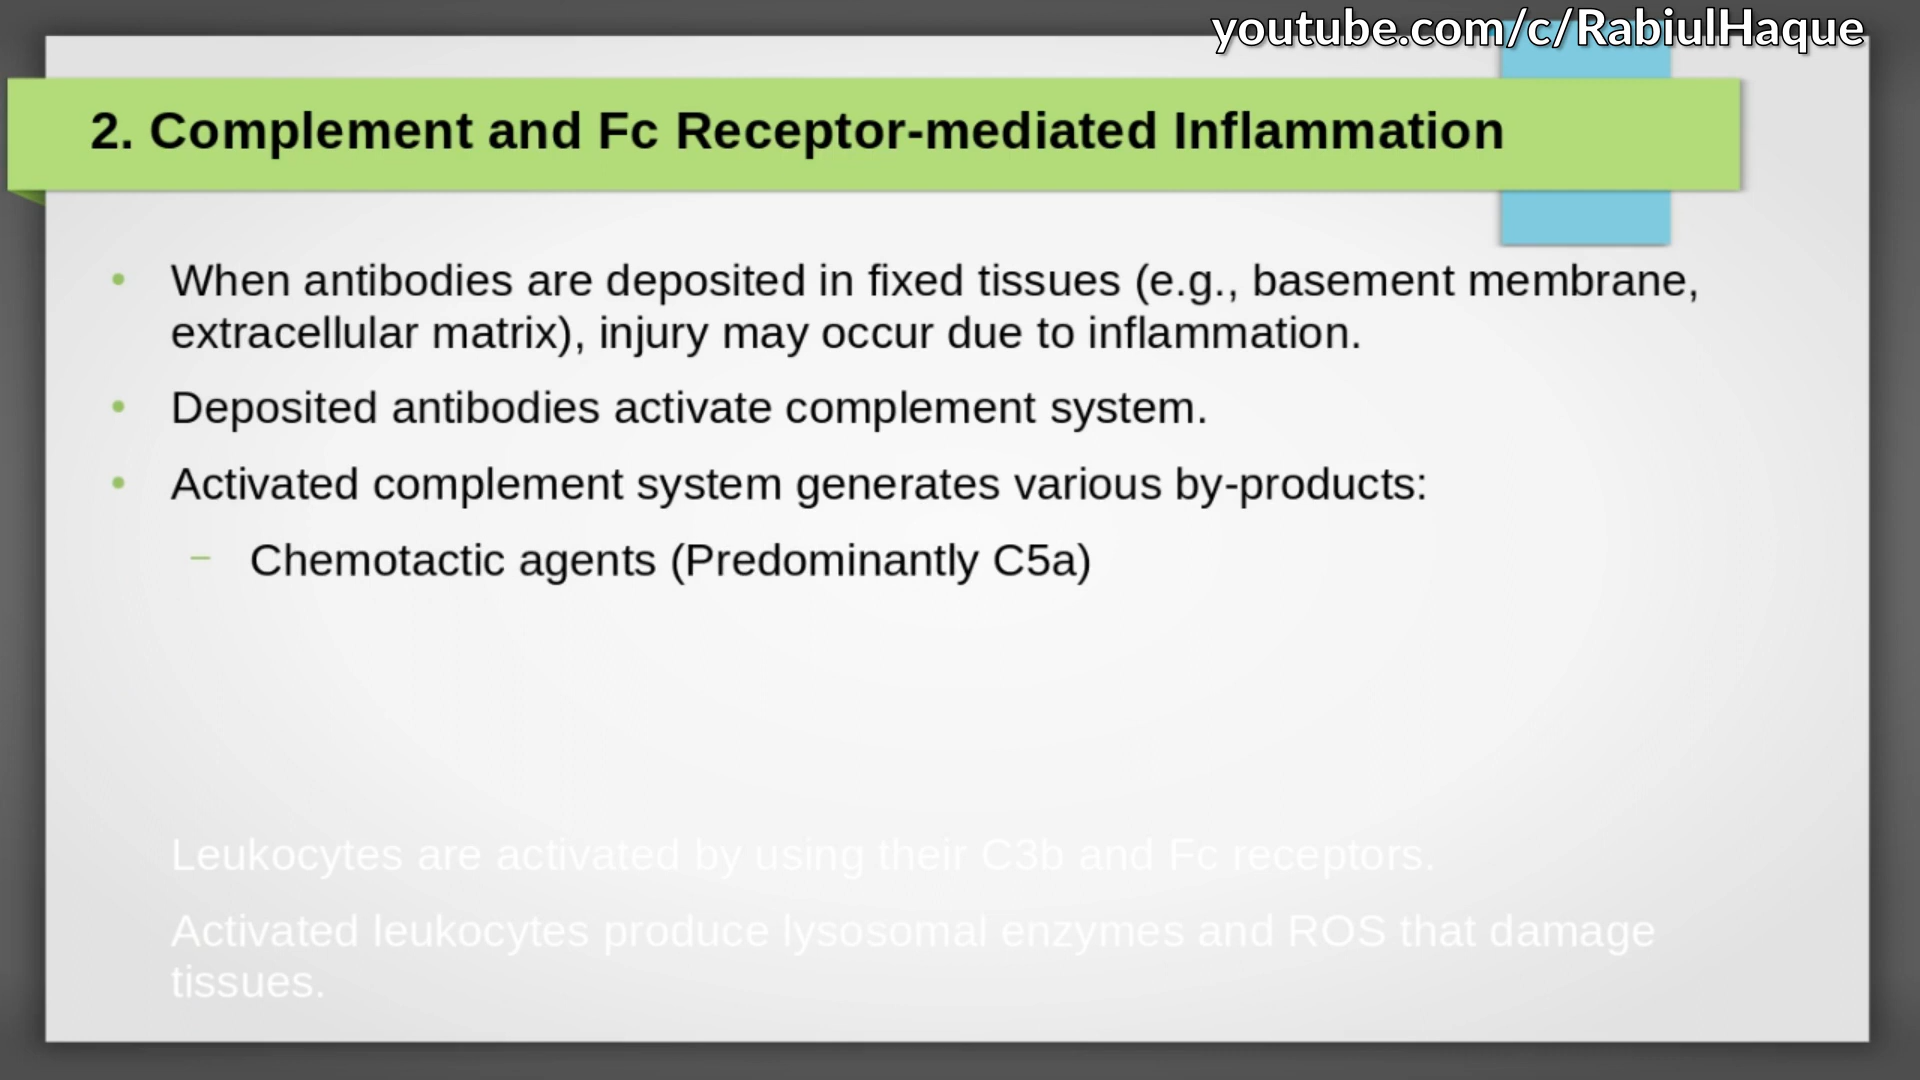 youtube.com/c/RabiulHaque
2. Complement and Fc Receptor-mediated Inflammation
• When antibodies are deposited in fixed tissues (e.g., basement membrane,
extracellular matrix), injury may occur due to inflammation.
• Deposited antibodies activate complement system.
• Activated complement system generates various by-products:
– Chemotactic agents (Predominantly C5a)
Leukocytes are activated by using their C3b and Fc receptors.
Activated leukocytes produce lysosomal enzymes and ROS that damage
tissues.